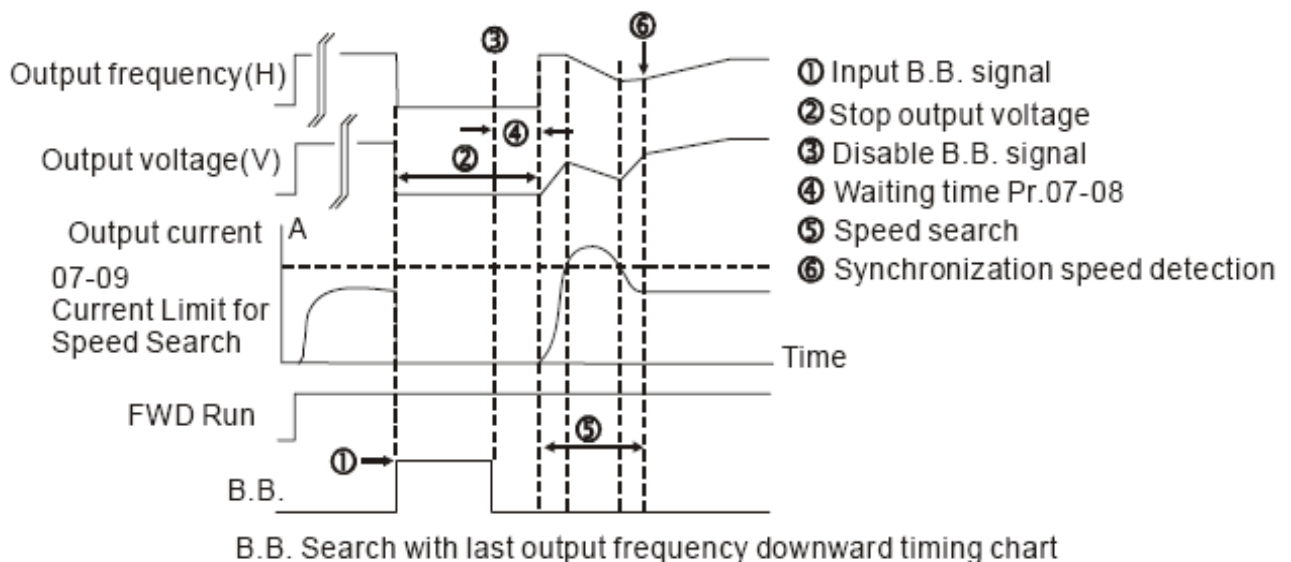 ⑥
③
Output frequency(H)
① Input B.B. signal
② Stop output voltage
④
Output voltage(V)
②
③ Disable B.B. signal
④ Waiting time Pr.07-08
Output current
A
⑤ Speed search
07-09
Current Limit for
Speed Search
⑥ Synchronization speed detection
Time
FWD Run
⑤
①
B.B.
B.B. Search with last output frequency downward timing chart